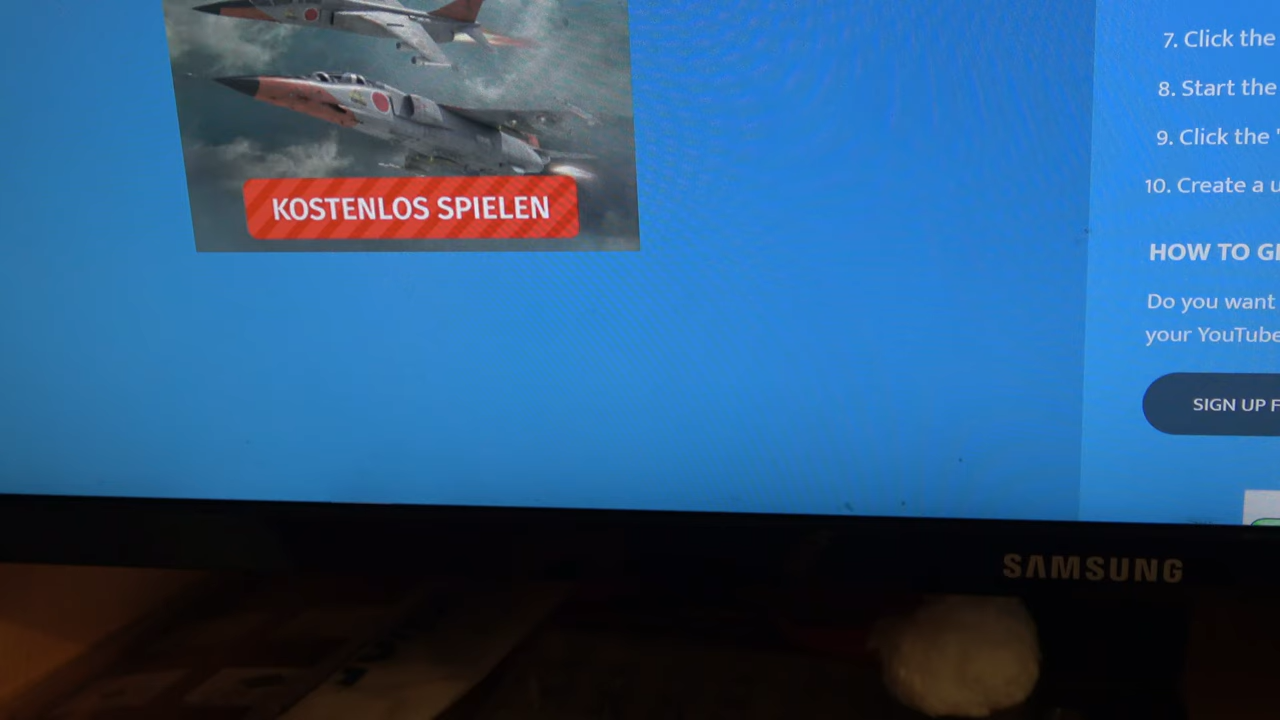 KOSTENLOS SPIELEN
7. Click the
8. Start the
9. Click the '
10. Create a u
HOW TO G
Do you want
your YouTube
SIGN UP F
SAMSUNG